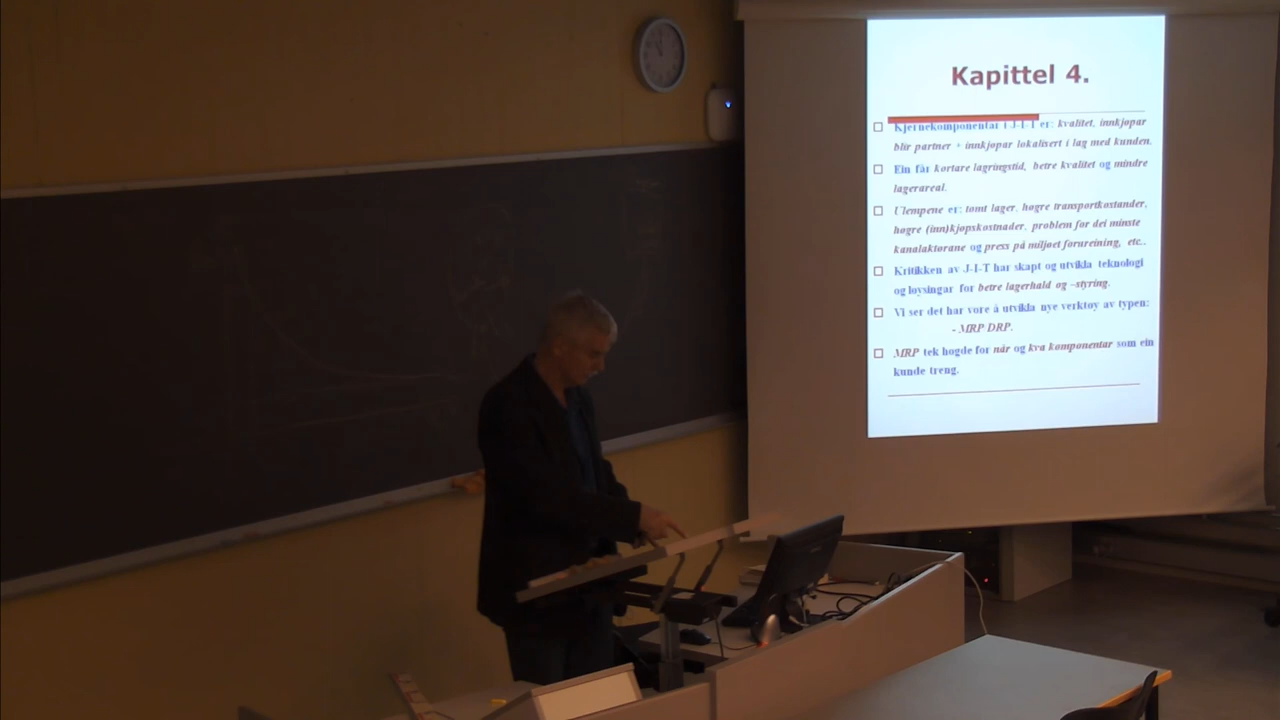 Kapittel 4.
Kjernekomponentar i J-I-T er: kvalitet, innkjøpar
blir partner + innkjøpar lokalisert i lag med kunden.
Ein får kortare lagringstid, betre kvalitet og mindre
lagerareal.
Ulempene er: tomt lager, høgre transportkostander,
høgre (inn)kjøpskostnader, problem for dei minste
kanalaktørane og press på miljøet forureining, etc..
Kritikken av J-I-T har skapt og utvikla teknologi
og løysingar for betre lagerhald og -styring.
Vi ser det har vore å utvikla nye verktøy av typen:
- MRP DRP.
MRP tek høgde for når og kva komponentar som ein
kunde treng.